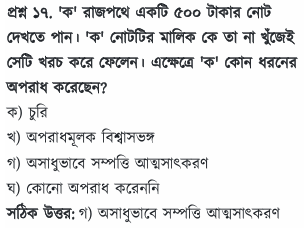 প্রশ্ন ১৭. 'ক' রাজপথে একটি ৫০০ টাকার নোট
দেখতে পান। 'ক' নোটটির মালিক কে তা না খুঁজেই
সেটি খরচ করে ফেলেন। এক্ষেত্রে 'ক' কোন ধরনের
অপরাধ করেছেন?
ক) চুরি
খ) অপরাধমূলক বিশ্বাসভঙ্গ
গ) অসাধুভাবে সম্পত্তি আত্মসাৎকরণ
ঘ) কোনো অপরাধ করেননি
সঠিক উত্তর: গ) অসাধুভাবে সম্পত্তি আত্মসাৎকরণ